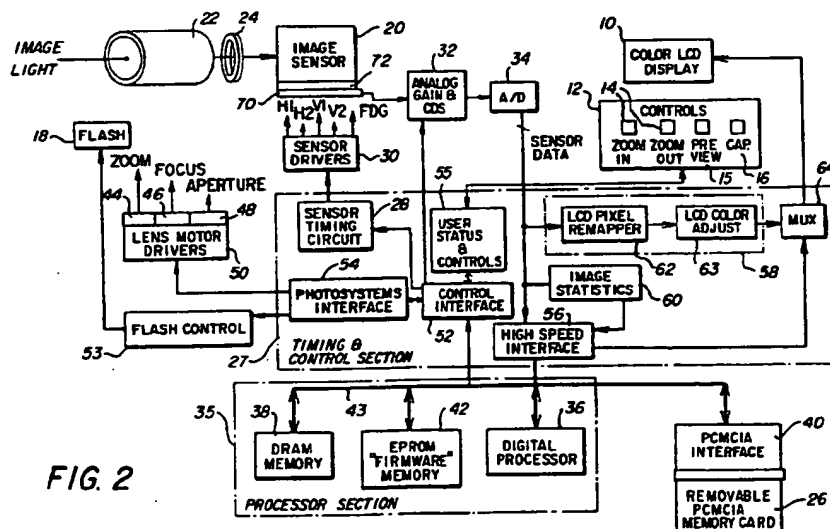 IMAGE
LIGHT
22
24
20
IMAGE
SENSOR
72
70
H1
H2
V1
V2
FDG
SENSOR
DRIVERS
30
32
ANALOG
GAIN &
CDS
34
A/D
SENSOR
DATA
10
COLOR LCD
DISPLAY
12
14
CONTROLS
ZOOM
IN
ZOOM
OUT
PRE
VIEW
CAP.
15
16
18
FLASH
ZOOM
FOCUS
APERTURE
44
46
48
LENS MOTOR
DRIVERS
50
SENSOR
TIMING
CIRCUIT
28
55
USER
STATUS &
CONTROLS
LCD PIXEL
REMAPPER
62
LCD COLOR
ADJUST
63
58
64
MUX
54
PHOTOSYSTEMS
INTERFACE
CONTROL
INTERFACE
52
IMAGE
STATISTICS
60
56
HIGH SPEED
INTERFACE
FLASH CONTROL
53
27
TIMING &
CONTROL SECTION
35
43
38
DRAM
MEMORY
42
EPROM
"FIRMWARE"
MEMORY
36
DIGITAL
PROCESSOR
PROCESSOR SECTION
40
PCMCIA
INTERFACE
REMOVABLE
PCMCIA
MEMORY CARD
26
FIG. 2